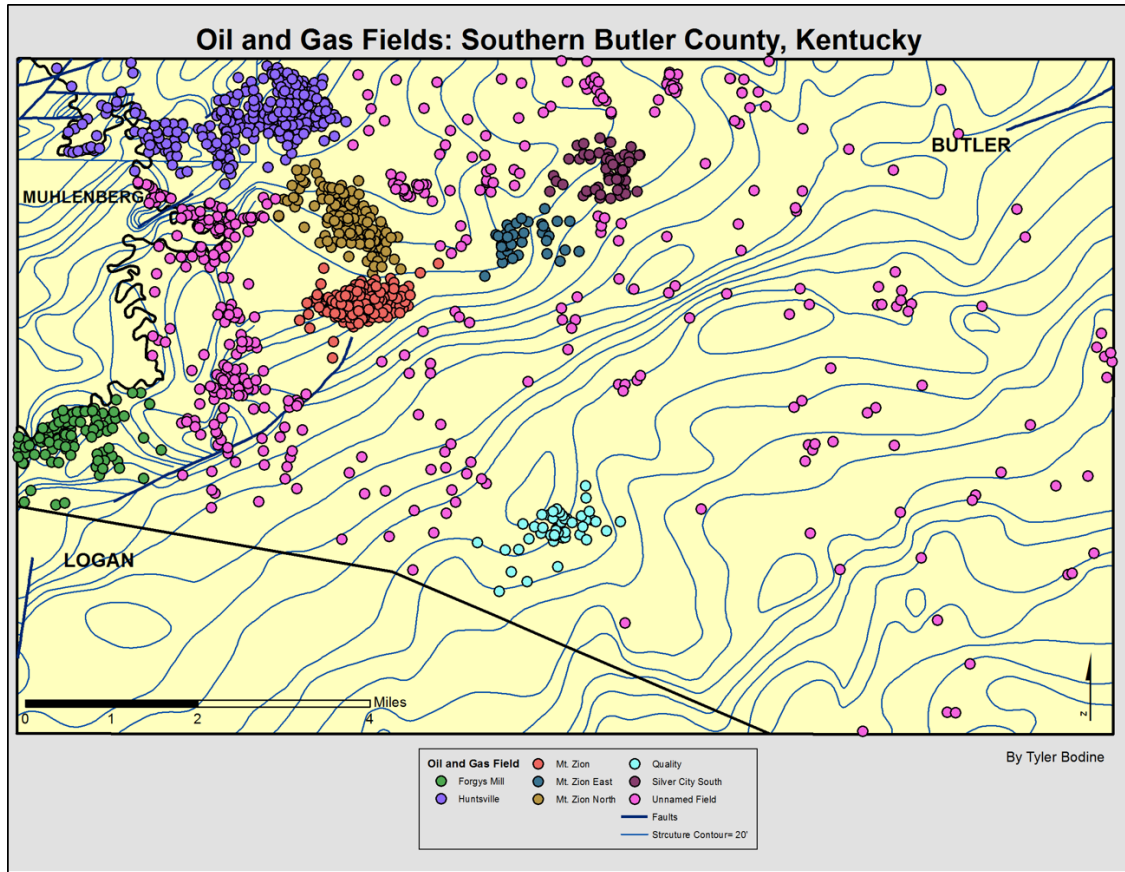 Oil and Gas Fields: Southern Butler County, Kentucky
BUTLER
MUHLENBERG
LOGAN
Miles
0 1 2 4
N
By Tyler Bodine
Oil and Gas Field
Forgys Mill
Huntsville
Mt. Zion
Mt. Zion East
Mt. Zion North
Quality
Silver City South
Unnamed Field
Faults
Strcuture Contour= 20'